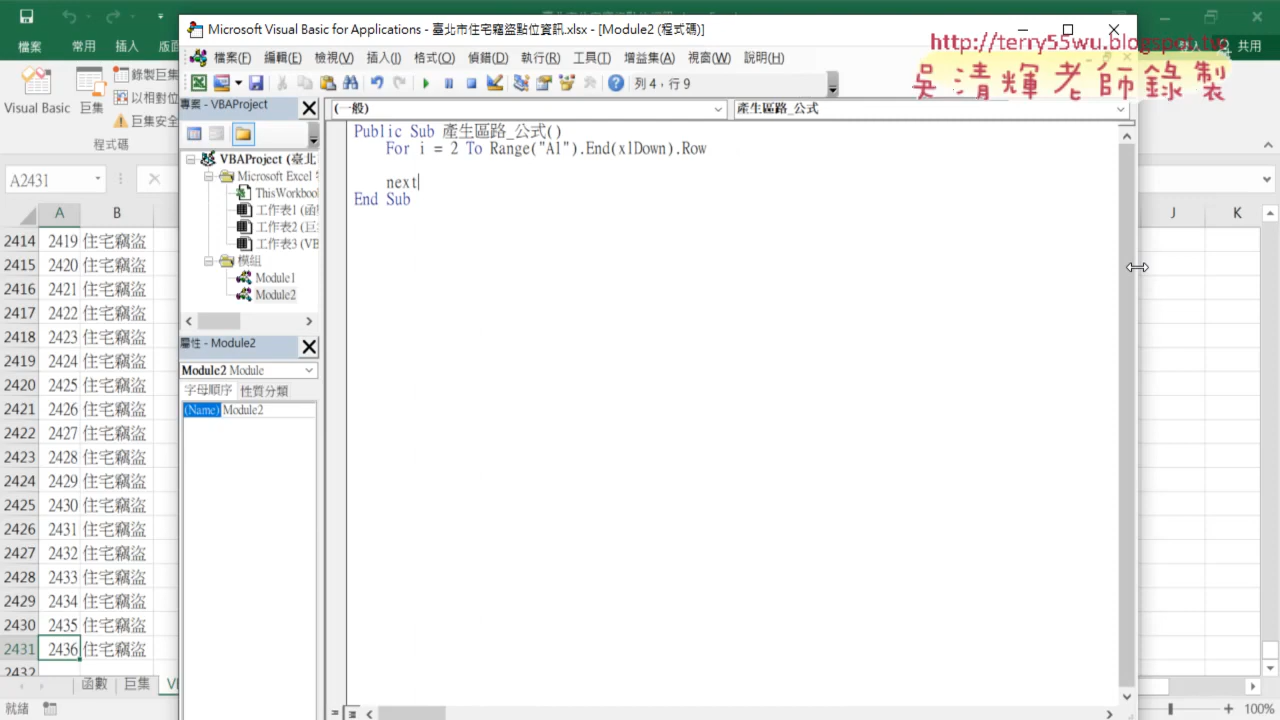 Microsoft Visual Basic for Applications - 臺北市住宅竊盜點位資訊.xlsx - [Module2 (程式碼)]
http://terry55wu.blogspot.tw
吳清輝老師錄製
檔案 常用 插入 版面
共用
檔案(F) 編輯(E) 檢視(V) 插入(I) 格式(O) 執行(R) 偵錯(D) 工具(T) 增益集(A) 視窗(W) 說明(H)
列 4，行 9
Visual Basic 巨集
錄製巨集
以相對位
巨集安全
程式碼
專案 - VBAProject
(一般)
產生區路_公式
VBAProject (臺北
Microsoft Excel
ThisWorkbook
工作表1 (函
工作表2 (巨
工作表3 (VB
模組
Module1
Module2
屬性 - Module2
Module2 Module
字母順序 性質分類
(Name) Module2
Public Sub 產生區路_公式()
For i = 2 To Range("A1").End(xlDown).Row
next
End Sub
A2431
A B J K
2414 2419 住宅竊盜
2415 2420 住宅竊盜
2416 2421 住宅竊盜
2417 2422 住宅竊盜
2418 2423 住宅竊盜
2419 2424 住宅竊盜
2420 2425 住宅竊盜
2421 2426 住宅竊盜
2422 2427 住宅竊盜
2423 2428 住宅竊盜
2424 2429 住宅竊盜
2425 2430 住宅竊盜
2426 2431 住宅竊盜
2427 2432 住宅竊盜
2428 2433 住宅竊盜
2429 2434 住宅竊盜
2430 2435 住宅竊盜
2431 2436 住宅竊盜
2432
函數 巨集 VB
就緒
100%